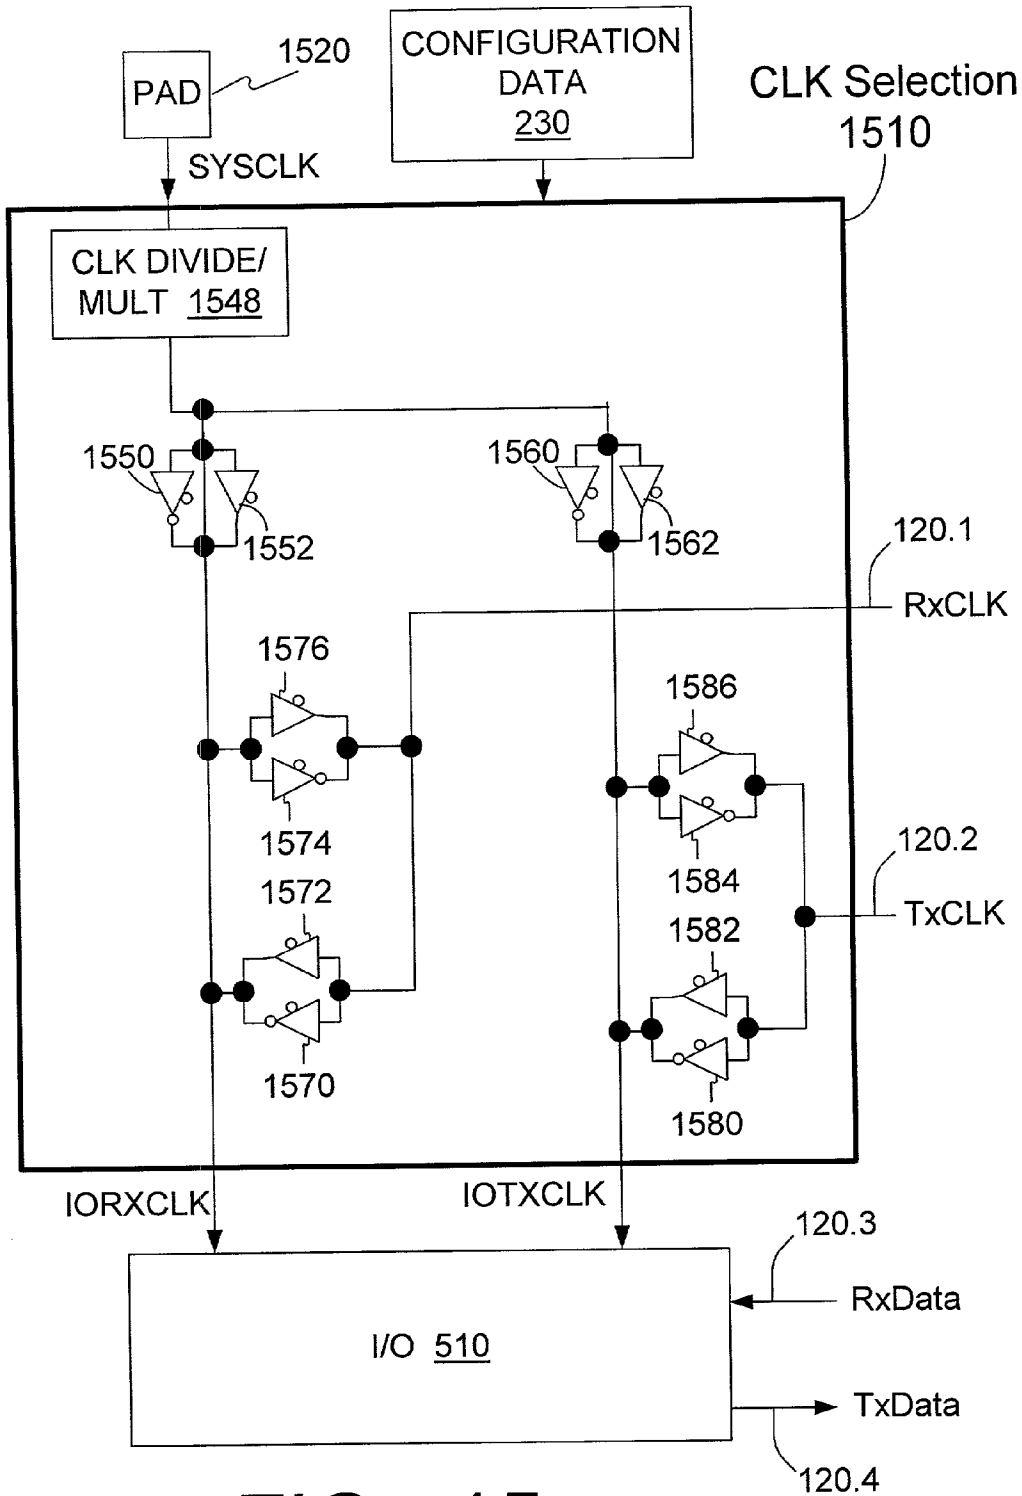 1520
PAD
CONFIGURATION
DATA
230
CLK Selection
1510
SYSCLK
CLK DIVIDE/
MULT 1548
1550
1552
1560
1562
120.1
RxCLK
1576
1574
1586
1584
120.2
TxCLK
1572
1570
1582
1580
IORXCLK
IOTXCLK
120.3
RxData
I/O 510
TxData
120.4